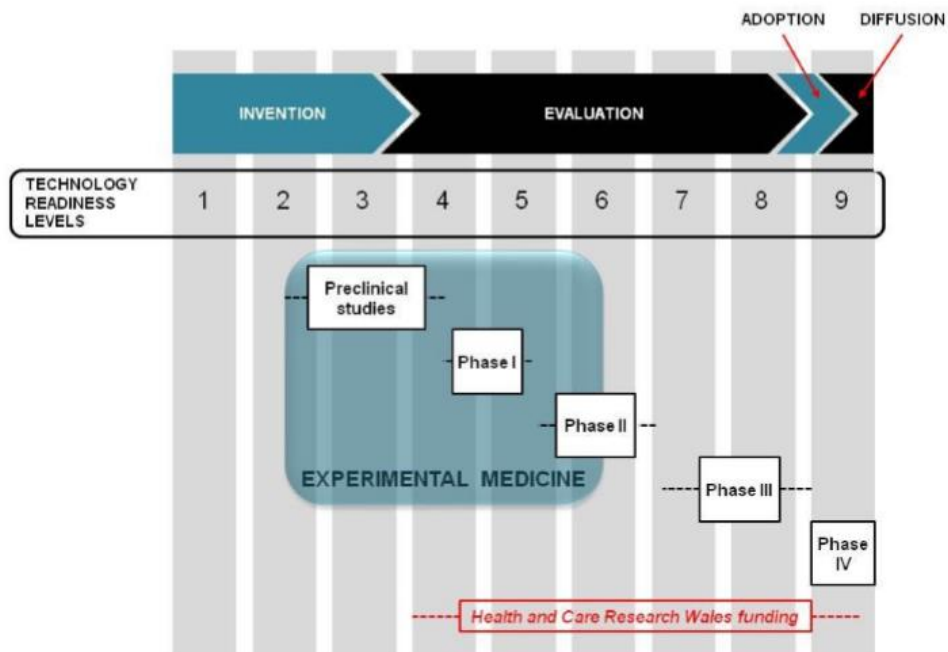 ADOPTION DIFFUSION
INVENTION EVALUATION
TECHNOLOGY
READINESS
LEVELS
1 2 3 4 5 6 7 8 9
Preclinical
studies
Phase I
Phase II
EXPERIMENTAL MEDICINE
Phase III
Phase
IV
Health and Care Research Wales funding